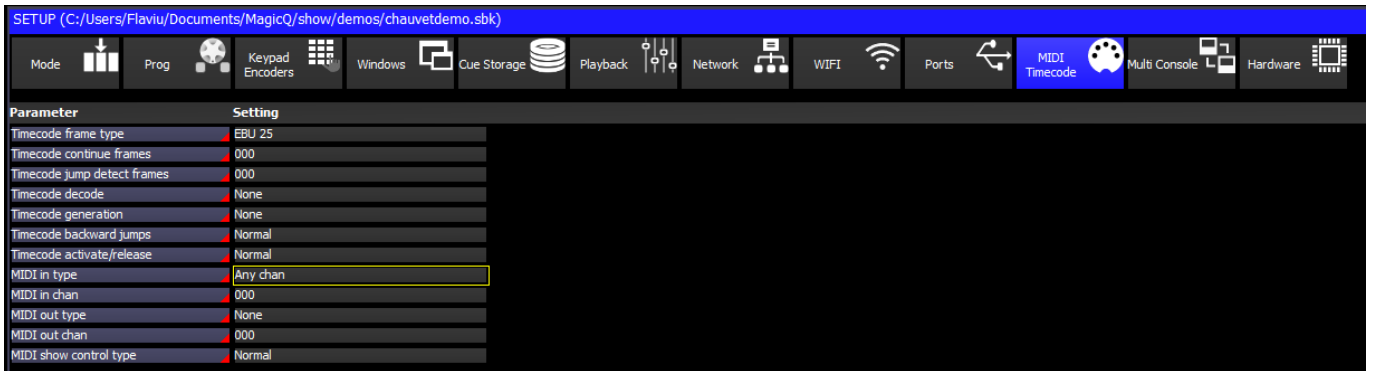 SETUP (C:/Users/Flaviu/Documents/MagicQ/show/demos/chauvetdemo.sbk)
Mode Prog Keypad Encoders Windows Cue Storage Playback Network WIFI Ports MIDI Timecode Multi Console Hardware
Parameter Setting
Timecode frame type EBU 25
Timecode continue frames 000
Timecode jump detect frames 000
Timecode decode None
Timecode generation None
Timecode backward jumps Normal
Timecode activate/release Normal
MIDI in type Any chan
MIDI in chan 000
MIDI out type None
MIDI out chan 000
MIDI show control type Normal